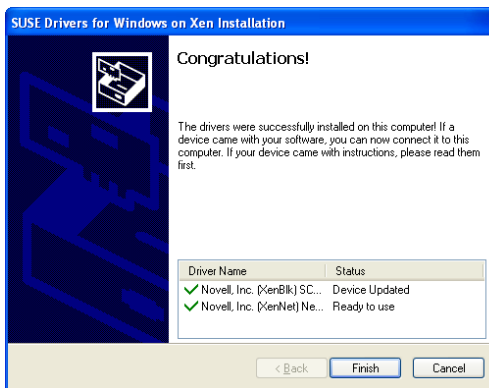 SUSE Drivers for Windows on Xen Installation
Congratulations!
The drivers were successfully installed on this computer! If a
device came with your software, you can now connect it to this
computer. If your device came with instructions, please read them
first.
Driver Name Status
Novell, Inc. (XenBlk) SC... Device Updated
Novell, Inc. (XenNet) Ne... Ready to use
< Back Finish Cancel